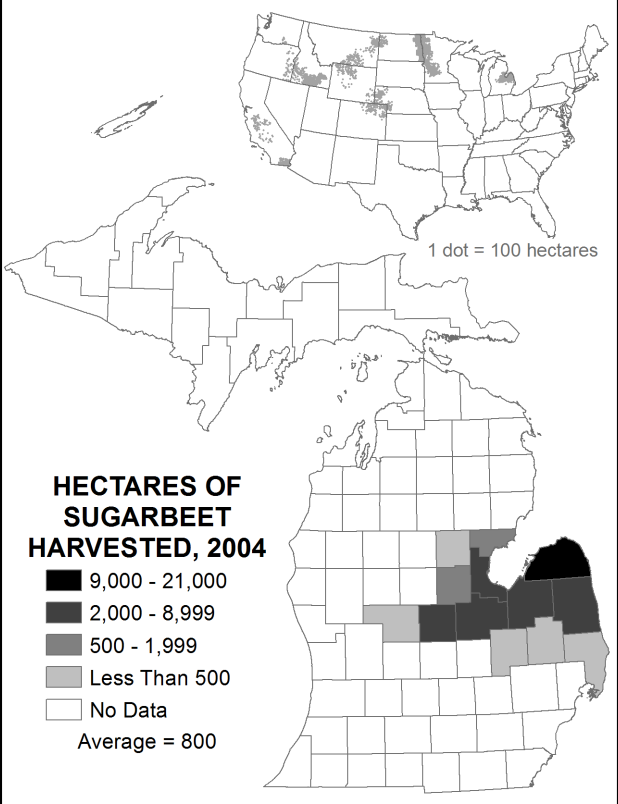 1 dot = 100 hectares
HECTARES OF
SUGARBEET
HARVESTED, 2004
9,000 - 21,000
2,000 - 8,999
500 - 1,999
Less Than 500
No Data
Average = 800